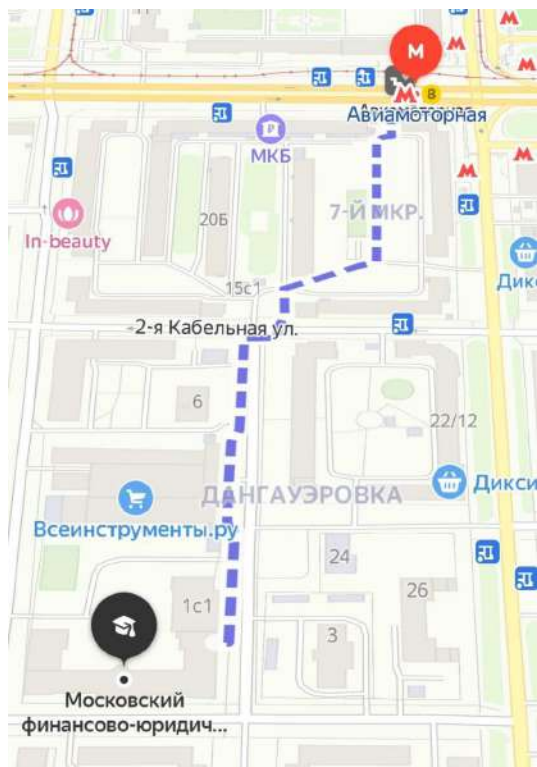 М
М
М
М
М
8
Авиамоторная
МКБ
М
М
7-Й МКР.
In-beauty
20Б
М
15с1
2-я Кабельная ул.
6
22/12
ДАНГАУЭРОВКА
Дикси
Всеинструменты.ру
24
26
1с1
3
Московский
финансово-юридич...